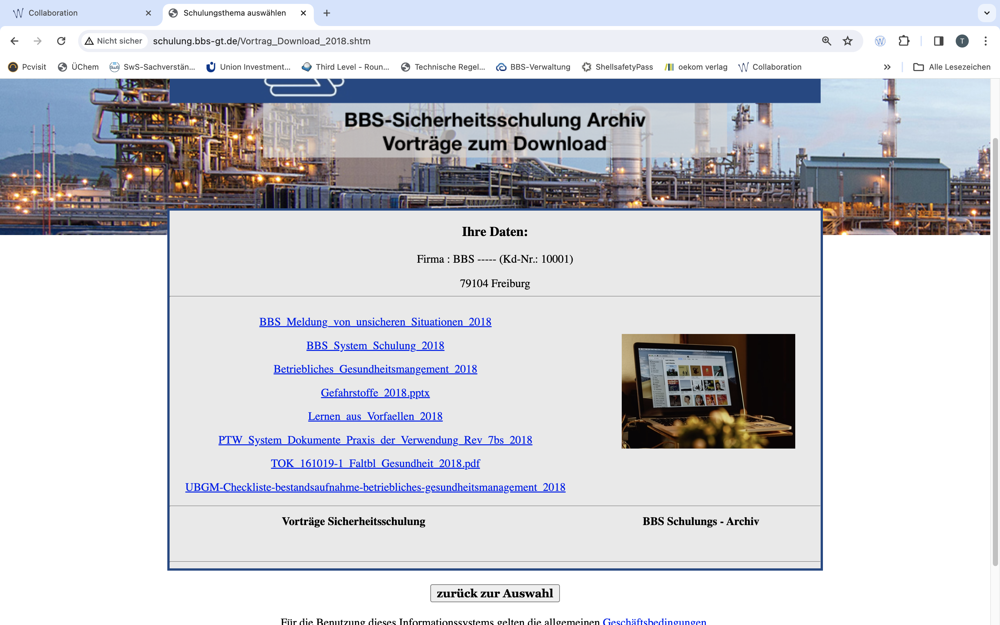 Collaboration
Schulungsthema auswählen
Nicht sicher
schulung.bbs-gt.de/Vortrag_Download_2018.shtm
T
Pcvisit
ÜChem
SwS-Sachverstän...
Union Investment...
Third Level - Roun...
Technische Regel...
BBS-Verwaltung
ShellsafetyPass
oekom verlag
Collaboration
Alle Lesezeichen
BBS-Sicherheitsschulung Archiv
Vorträge zum Download
Ihre Daten:
Firma : BBS ----- (Kd-Nr.: 10001)
79104 Freiburg
BBS_Meldung_von_unsicheren_Situationen_2018
BBS_System_Schulung_2018
Betriebliches_Gesundheitsmangement_2018
Gefahrstoffe_2018.pptx
Lernen_aus_Vorfaellen_2018
PTW_System_Dokumente_Praxis_der_Verwendung_Rev_7bs_2018
TOK_161019-1_Faltbl_Gesundheit_2018.pdf
UBGM-Checkliste-bestandsaufnahme-betriebliches-gesundheitsmanagement_2018
Vorträge Sicherheitsschulung
BBS Schulungs - Archiv
zurück zur Auswahl
Für die Benutzung dieses Informationssystems gelten die allgemeinen Geschäftsbedingungen